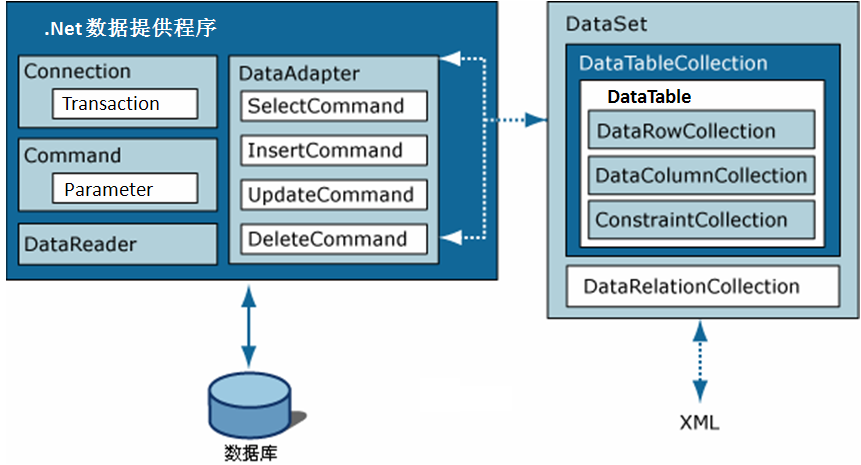 .Net 数据提供程序
Connection
Transaction
Command
Parameter
DataReader
DataAdapter
SelectCommand
InsertCommand
UpdateCommand
DeleteCommand
数据库
DataSet
DataTableCollection
DataTable
DataRowCollection
DataColumnCollection
ConstraintCollection
DataRelationCollection
XML